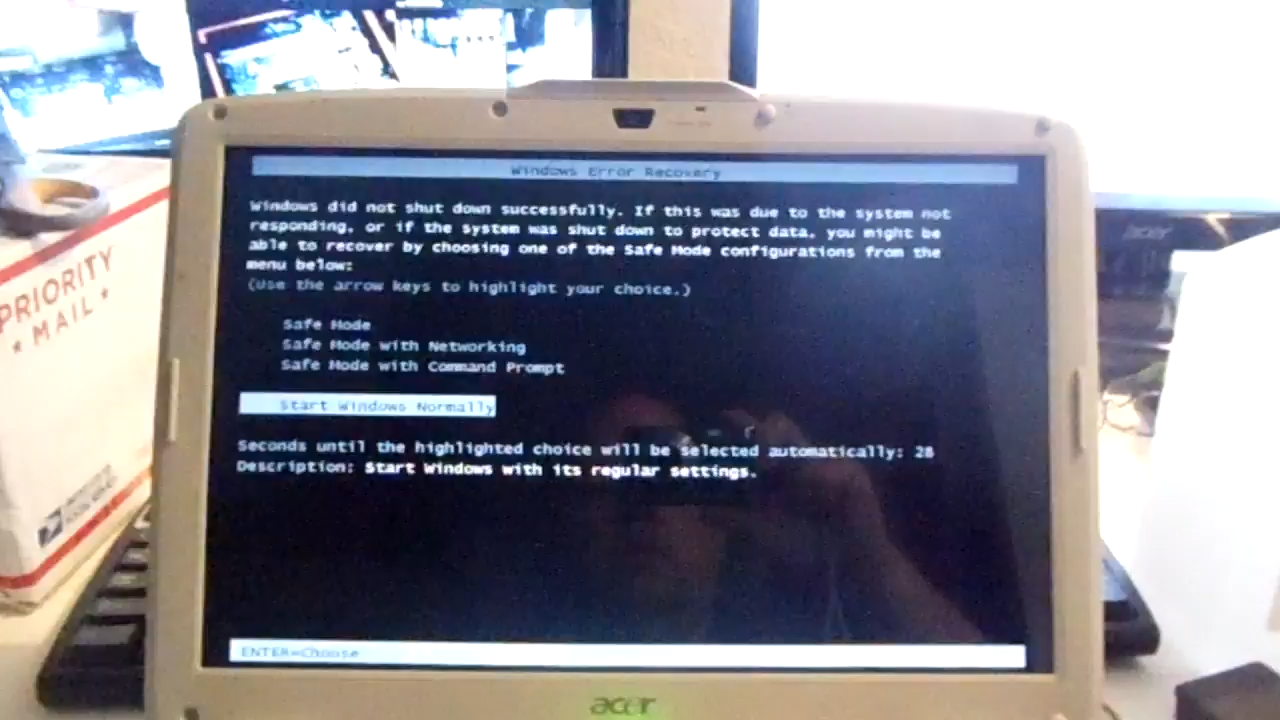 Windows Error Recovery
Windows did not shut down successfully. If this was due to the system not
responding, or if the system was shut down to protect data, you might be
able to recover by choosing one of the Safe Mode configurations from the
menu below:
(Use the arrow keys to highlight your choice.)
Safe Mode
Safe Mode with Networking
Safe Mode with Command Prompt
Start Windows Normally
Seconds until the highlighted choice will be selected automatically: 28
Description: Start Windows with its regular settings.
ENTER=Choose
acer
PRIORITY
★ MAIL ★
acer